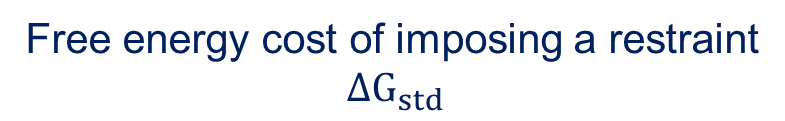 Free energy cost of imposing a restraint
ΔG_std